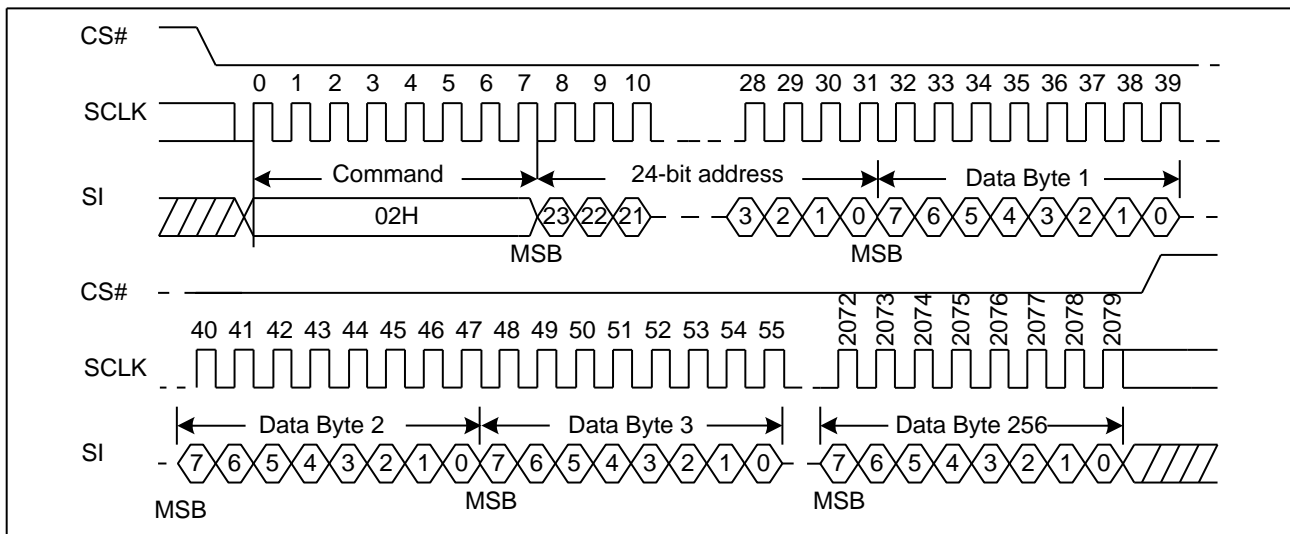 CS#
0 1 2 3 4 5 6 7 8 9 10 28 29 30 31 32 33 34 35 36 37 38 39
SCLK
Command 24-bit address Data Byte 1
SI
02H 23 22 21 3 2 1 0 7 6 5 4 3 2 1 0
MSB MSB
CS#
40 41 42 43 44 45 46 47 48 49 50 51 52 53 54 55 2072 2073 2074 2075 2076 2077 2078 2079
SCLK
Data Byte 2 Data Byte 3 Data Byte 256
SI
7 6 5 4 3 2 1 0 7 6 5 4 3 2 1 0 7 6 5 4 3 2 1 0
MSB MSB MSB